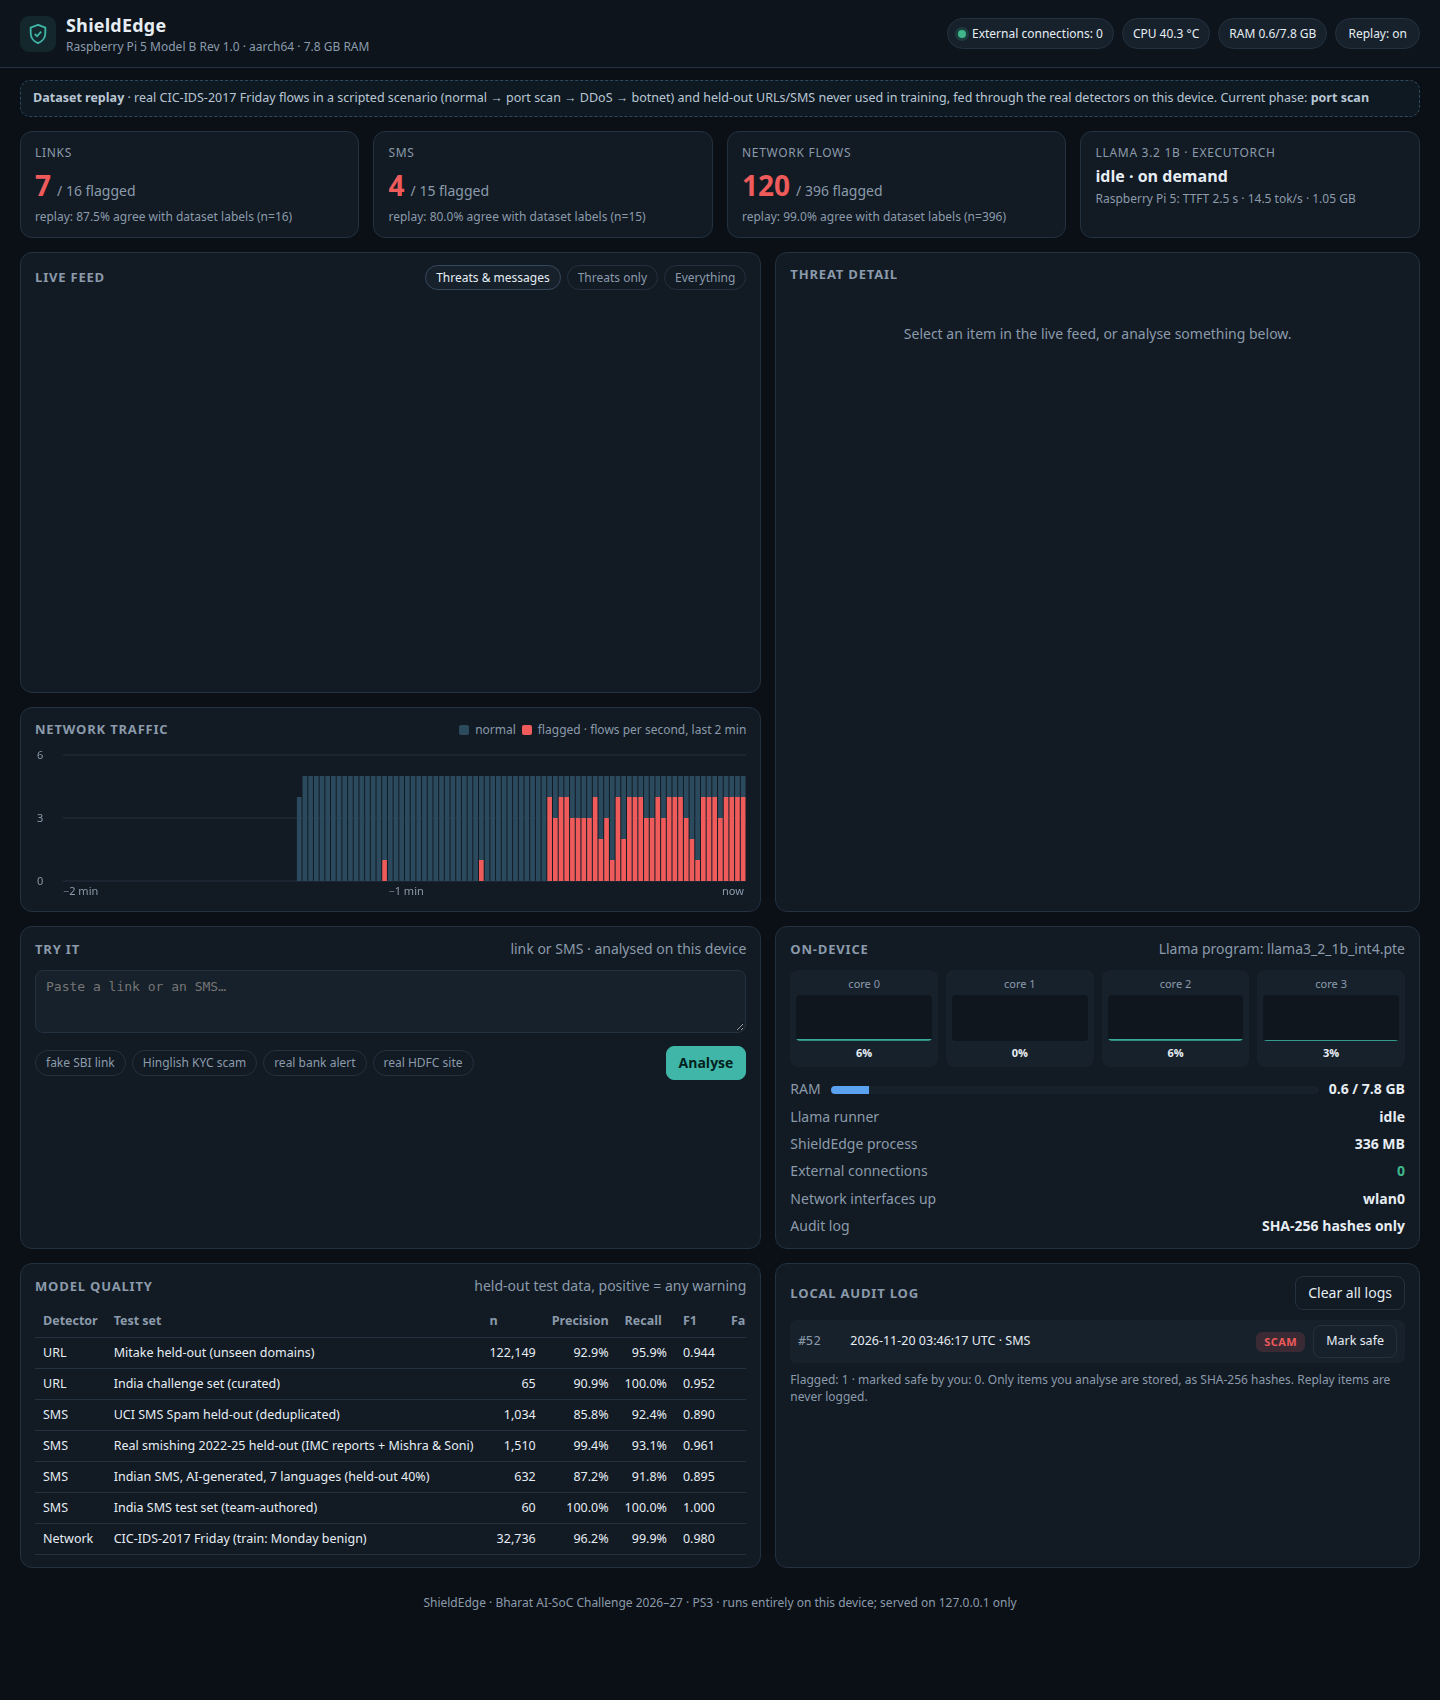 ShieldEdge
Raspberry Pi 5 Model B Rev 1.0 · aarch64 · 7.8 GB RAM
External connections: 0
CPU 40.3 °C
RAM 0.6/7.8 GB
Replay: on
Dataset replay · real CIC-IDS-2017 Friday flows in a scripted scenario (normal → port scan → DDoS → botnet) and held-out URLs/SMS never used in training, fed through the real detectors on this device. Current phase: port scan
LINKS
7 / 16 flagged
replay: 87.5% agree with dataset labels (n=16)
SMS
4 / 15 flagged
replay: 80.0% agree with dataset labels (n=15)
NETWORK FLOWS
120 / 396 flagged
replay: 99.0% agree with dataset labels (n=396)
LLAMA 3.2 1B · EXECUTORCH
idle · on demand
Raspberry Pi 5: TTFT 2.5 s · 14.5 tok/s · 1.05 GB
LIVE FEED
Threats & messages
Threats only
Everything
THREAT DETAIL
Select an item in the live feed, or analyse something below.
NETWORK TRAFFIC
normal
flagged · flows per second, last 2 min
6
3
0
−2 min
−1 min
now
TRY IT
link or SMS · analysed on this device
Paste a link or an SMS…
fake SBI link
Hinglish KYC scam
real bank alert
real HDFC site
Analyse
ON-DEVICE
Llama program: llama3_2_1b_int4.pte
core 0
core 1
core 2
core 3
6%
0%
6%
3%
RAM
0.6 / 7.8 GB
Llama runner
idle
ShieldEdge process
336 MB
External connections
0
Network interfaces up
wlan0
Audit log
SHA-256 hashes only
MODEL QUALITY
held-out test data, positive = any warning
Detector Test set n Precision Recall F1 Fa
URL Mitake held-out (unseen domains) 122,149 92.9% 95.9% 0.944
URL India challenge set (curated) 65 90.9% 100.0% 0.952
SMS UCI SMS Spam held-out (deduplicated) 1,034 85.8% 92.4% 0.890
SMS Real smishing 2022-25 held-out (IMC reports + Mishra & Soni) 1,510 99.4% 93.1% 0.961
SMS Indian SMS, AI-generated, 7 languages (held-out 40%) 632 87.2% 91.8% 0.895
SMS India SMS test set (team-authored) 60 100.0% 100.0% 1.000
Network CIC-IDS-2017 Friday (train: Monday benign) 32,736 96.2% 99.9% 0.980
LOCAL AUDIT LOG
Clear all logs
#52 2026-11-20 03:46:17 UTC · SMS SCAM Mark safe
Flagged: 1 · marked safe by you: 0. Only items you analyse are stored, as SHA-256 hashes. Replay items are
never logged.
ShieldEdge · Bharat AI-SoC Challenge 2026–27 · PS3 · runs entirely on this device; served on 127.0.0.1 only